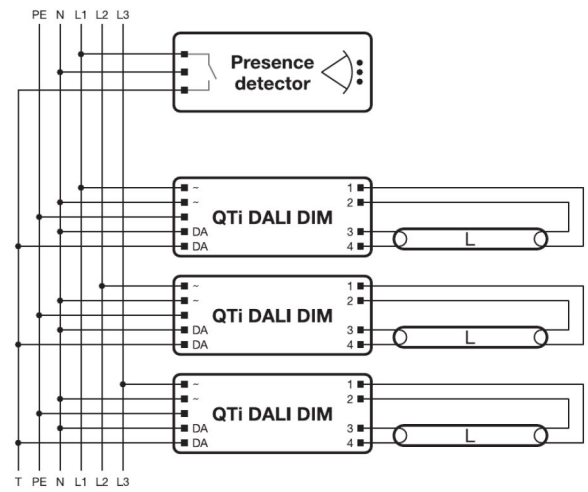 PE N L1 L2 L3
Presence
detector
~ 1
~ 2
QTi DALI DIM
DA 3 L
DA 4
~ 1
~ 2
QTi DALI DIM
DA 3 L
DA 4
~ 1
~ 2
QTi DALI DIM
DA 3 L
DA 4
T PE N L1 L2 L3